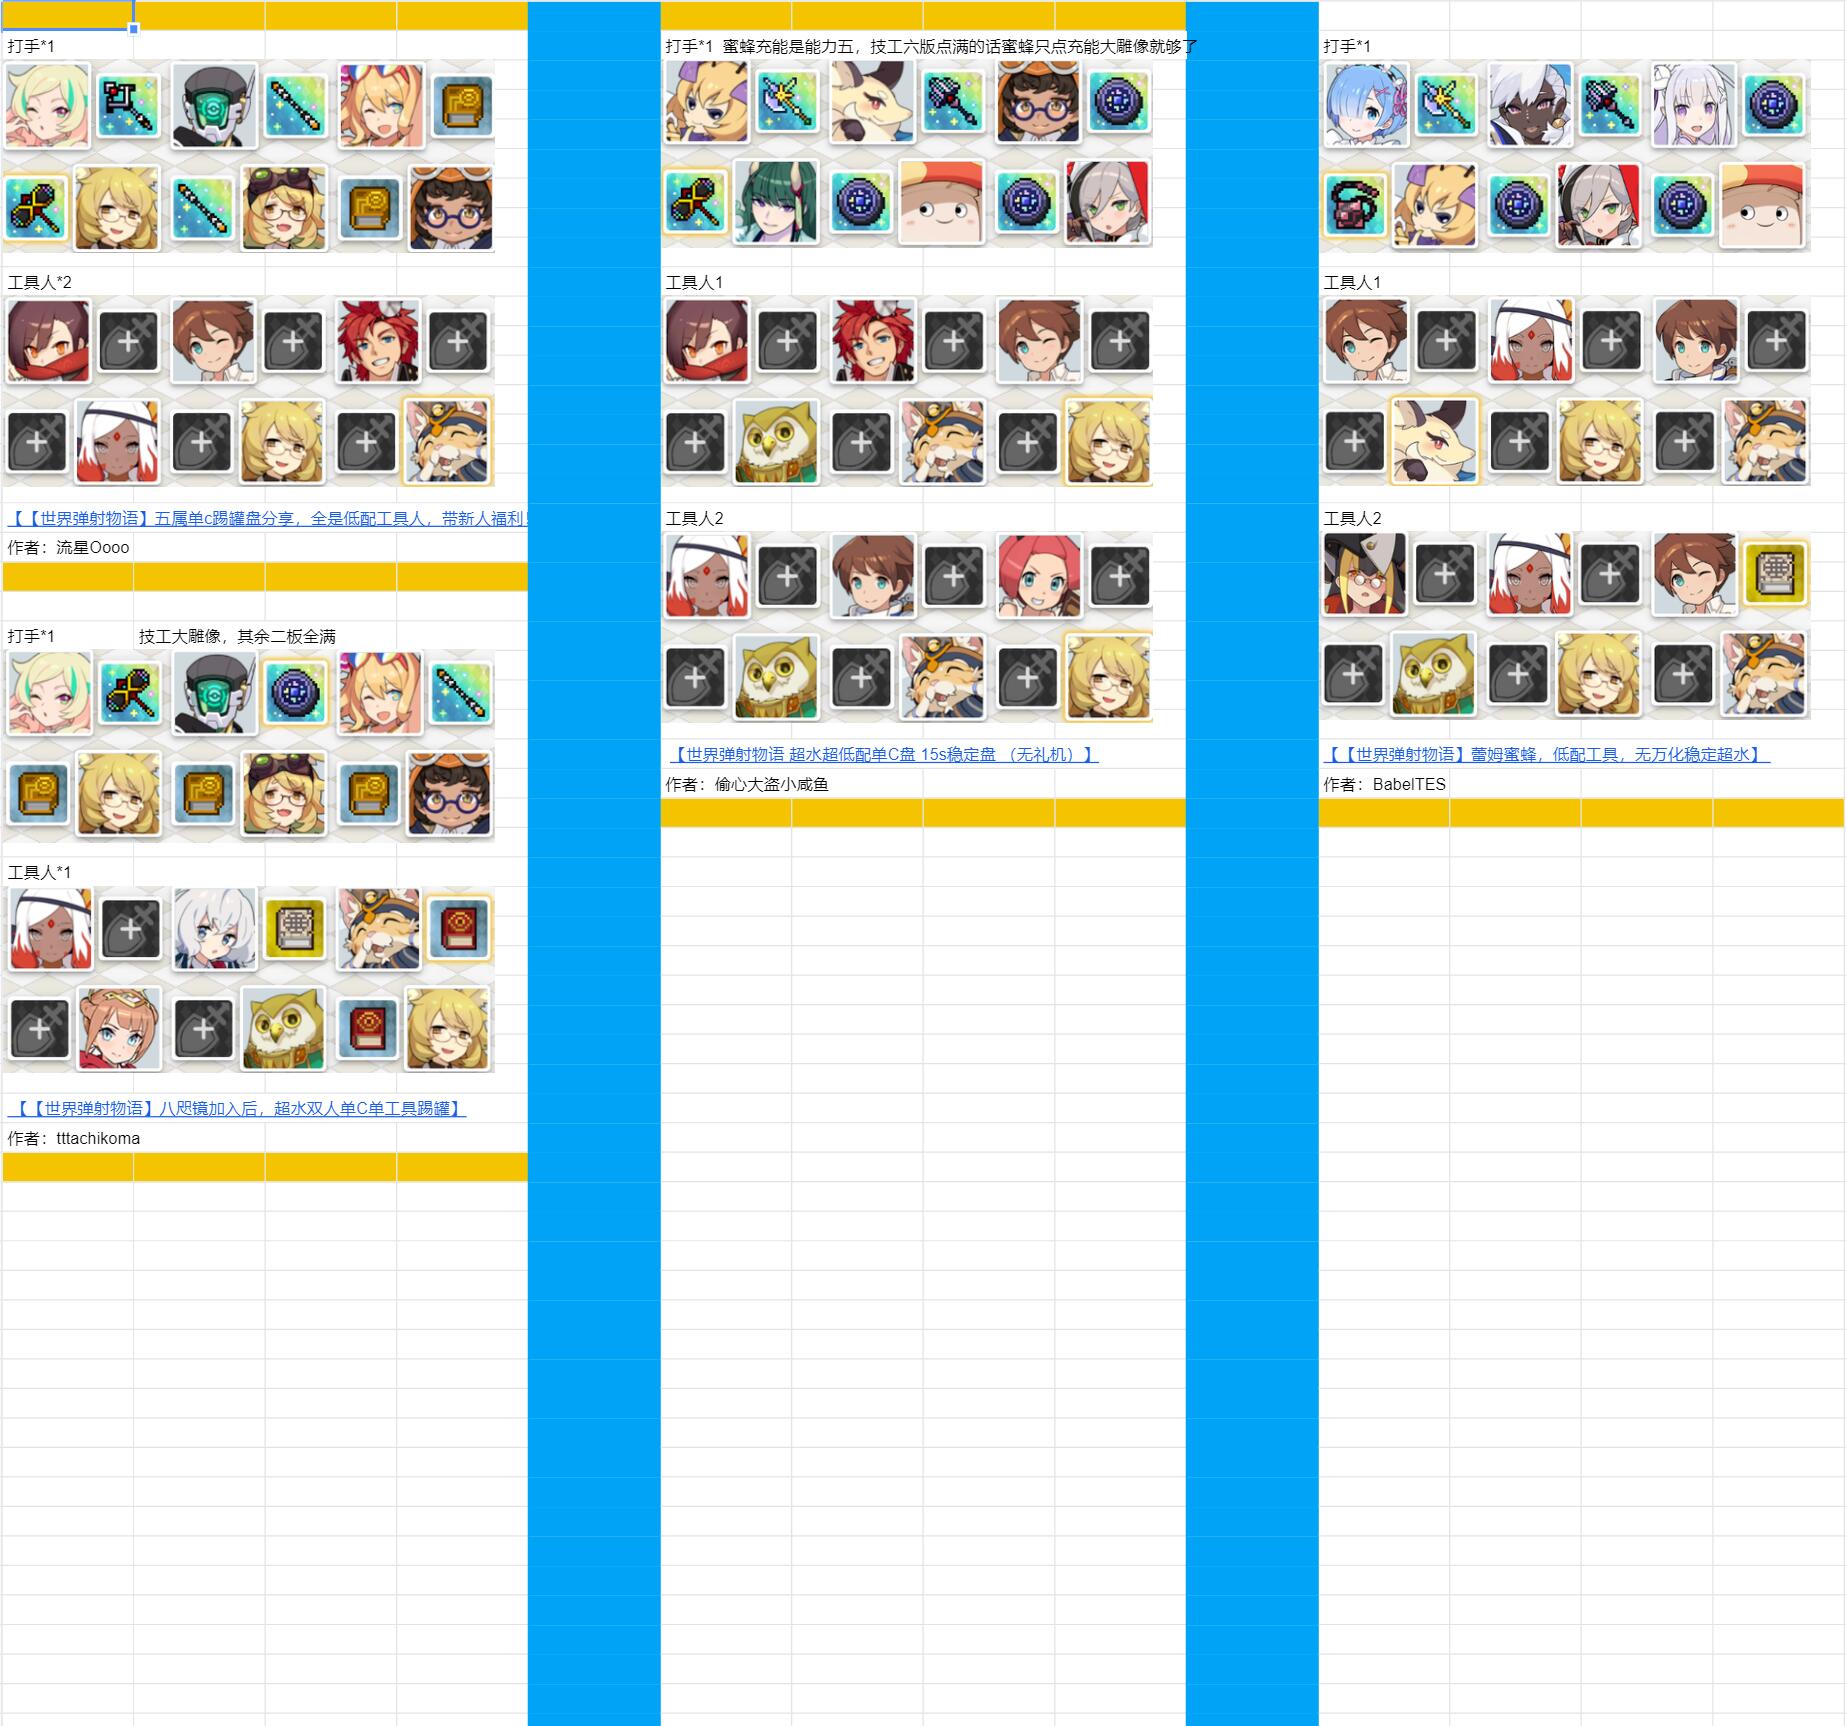 打手*1
工具人*2
【【世界弹射物语】五属单c踢罐盘分享，全是低配工具人，带新人福利
作者：流星Oooo
打手*1 技工大雕像，其余二板全满
工具人*1
【【世界弹射物语】八咫镜加入后，超水双人单C单工具踢罐】
作者：tttachikoma
打手*1 蜜蜂充能是能力五，技工六版点满的话蜜蜂只点充能大雕像就够了
工具人1
工具人2
【世界弹射物语 超水超低配单C盘 15s稳定盘 （无礼机）】
作者：偷心大盗小咸鱼
打手*1
工具人1
工具人2
【【世界弹射物语】蕾姆蜜蜂，低配工具，无万化稳定超水】
作者：BabelTES